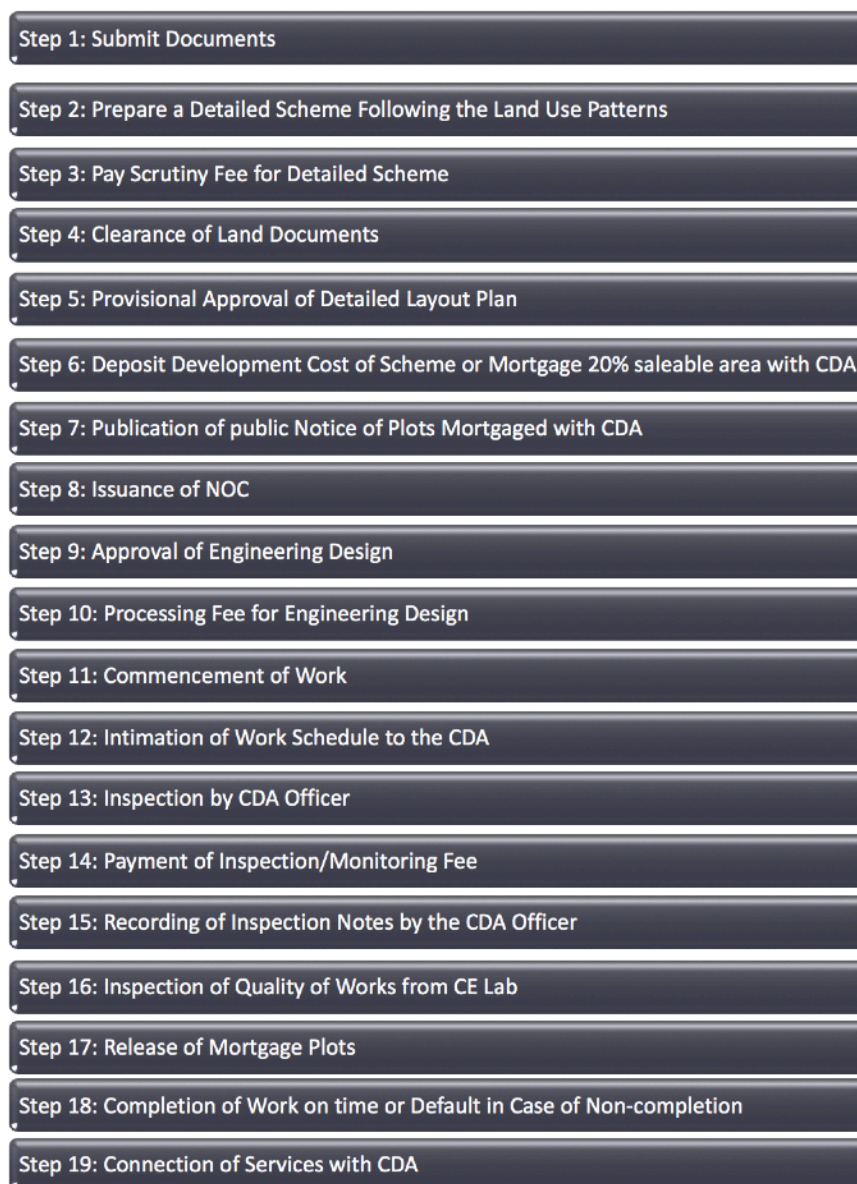 Step 1: Submit Documents
Step 2: Prepare a Detailed Scheme Following the Land Use Patterns
Step 3: Pay Scrutiny Fee for Detailed Scheme
Step 4: Clearance of Land Documents
Step 5: Provisional Approval of Detailed Layout Plan
Step 6: Deposit Development Cost of Scheme or Mortgage 20% saleable area with CDA
Step 7: Publication of public Notice of Plots Mortgaged with CDA
Step 8: Issuance of NOC
Step 9: Approval of Engineering Design
Step 10: Processing Fee for Engineering Design
Step 11: Commencement of Work
Step 12: Intimation of Work Schedule to the CDA
Step 13: Inspection by CDA Officer
Step 14: Payment of Inspection/Monitoring Fee
Step 15: Recording of Inspection Notes by the CDA Officer
Step 16: Inspection of Quality of Works from CE Lab
Step 17: Release of Mortgage Plots
Step 18: Completion of Work on time or Default in Case of Non-completion
Step 19: Connection of Services with CDA